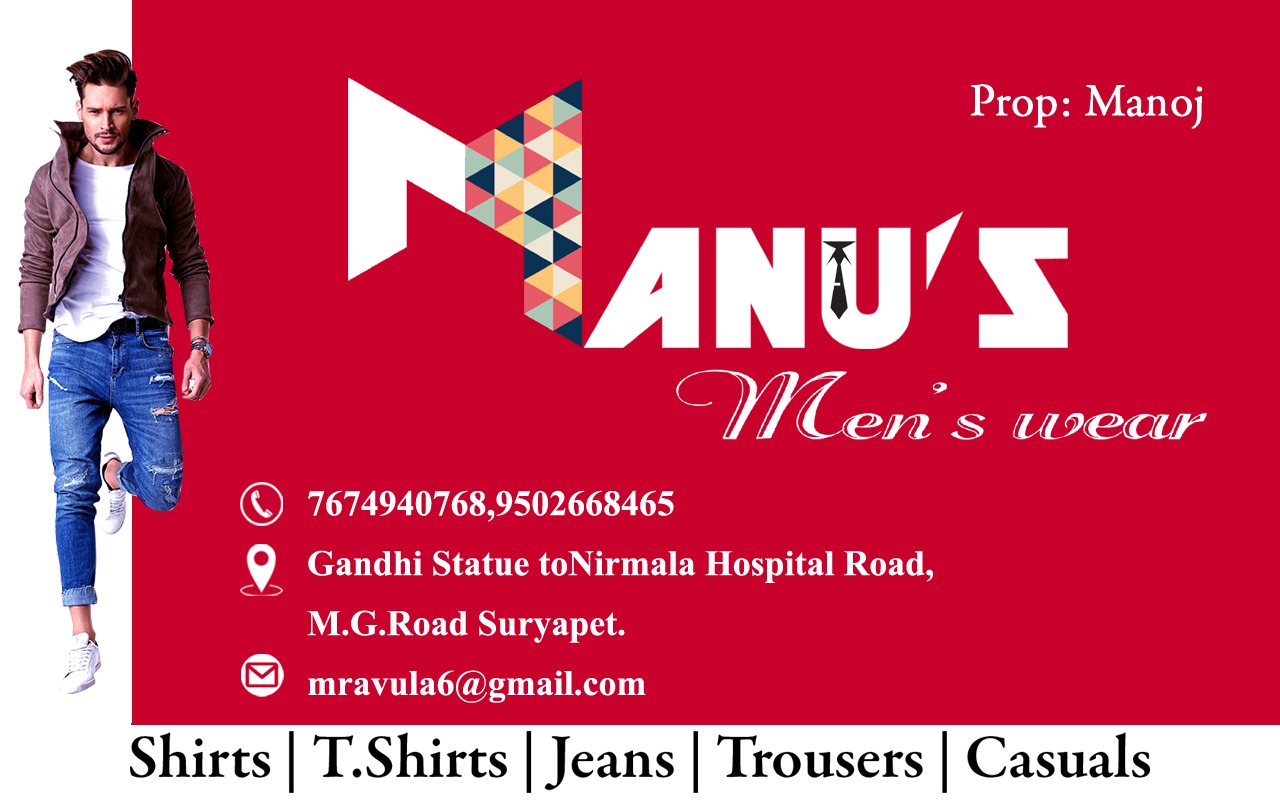 Prop: Manoj
MANU'S
Men's wear
7674940768,9502668465
Gandhi Statue toNirmala Hospital Road,
M.G.Road Suryapet.
mravula6@gmail.com
Shirts | T.Shirts | Jeans | Trousers | Casuals